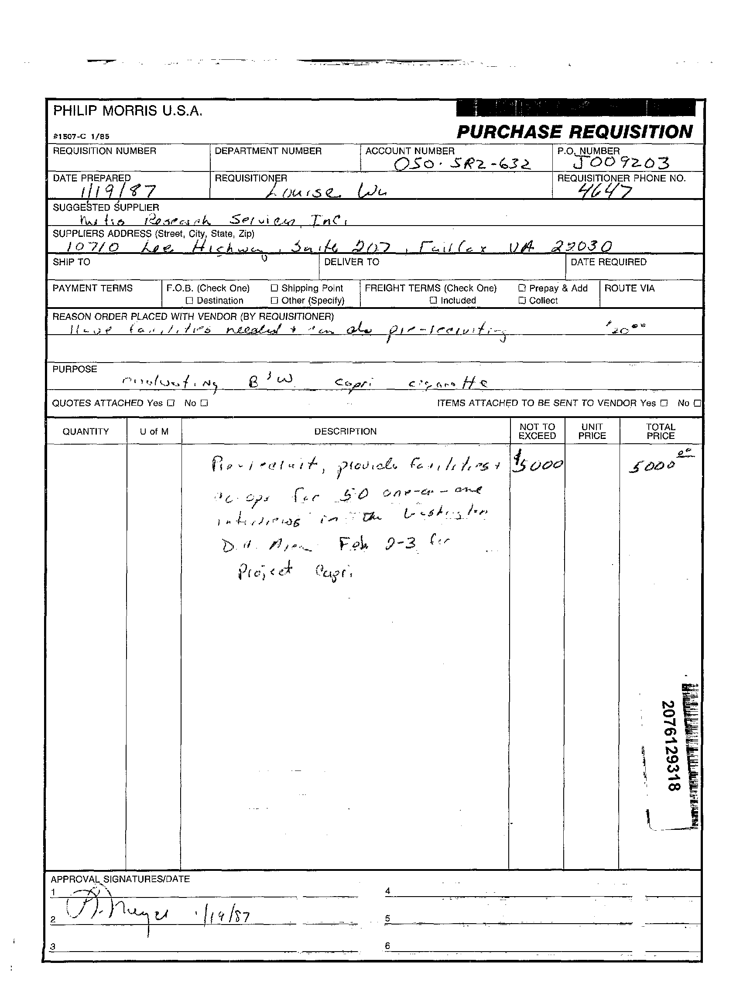 PHILIP MORRIS U.S.A.
#1507-C 1/85
PURCHASE REQUISITION
REQUISITION NUMBER DEPARTMENT NUMBER ACCOUNT NUMBER P.O. NUMBER
050-SR2-632 J009203
DATE PREPARED REQUISITIONER REQUISITIONER PHONE NO.
1/19/87 Louise Wu 4647
SUGGESTED SUPPLIER
Research Services Inc.
SUPPLIERS ADDRESS (Street, City, State, Zip)
10710 Lee Highway, Suite 207, Fairfax VA 22030
SHIP TO DELIVER TO DATE REQUIRED
PAYMENT TERMS F.O.B. (Check One) ☐ Shipping Point FREIGHT TERMS (Check One) ☐ Prepay & Add ROUTE VIA
☐ Destination ☐ Other (Specify) ☐ Included ☐ Collect
REASON ORDER PLACED WITH VENDOR (BY REQUISITIONER)
Have facilities needed + can do pre-recruiting
PURPOSE
evaluating B&W Capri cigarette
QUOTES ATTACHED Yes ☐ No ☐ ITEMS ATTACHED TO BE SENT TO VENDOR Yes ☐ No ☐
QUANTITY U of M DESCRIPTION NOT TO EXCEED UNIT PRICE TOTAL PRICE
Pre-recruit, provide facilities + $5000 5000 00
for 50 one-on-one
interviews in the Washington
D.C. Area Feb 2-3 for
Project Capri
2076129318
APPROVAL SIGNATURES/DATE
1 4
2 Meyer 1/19/87 5
3 6